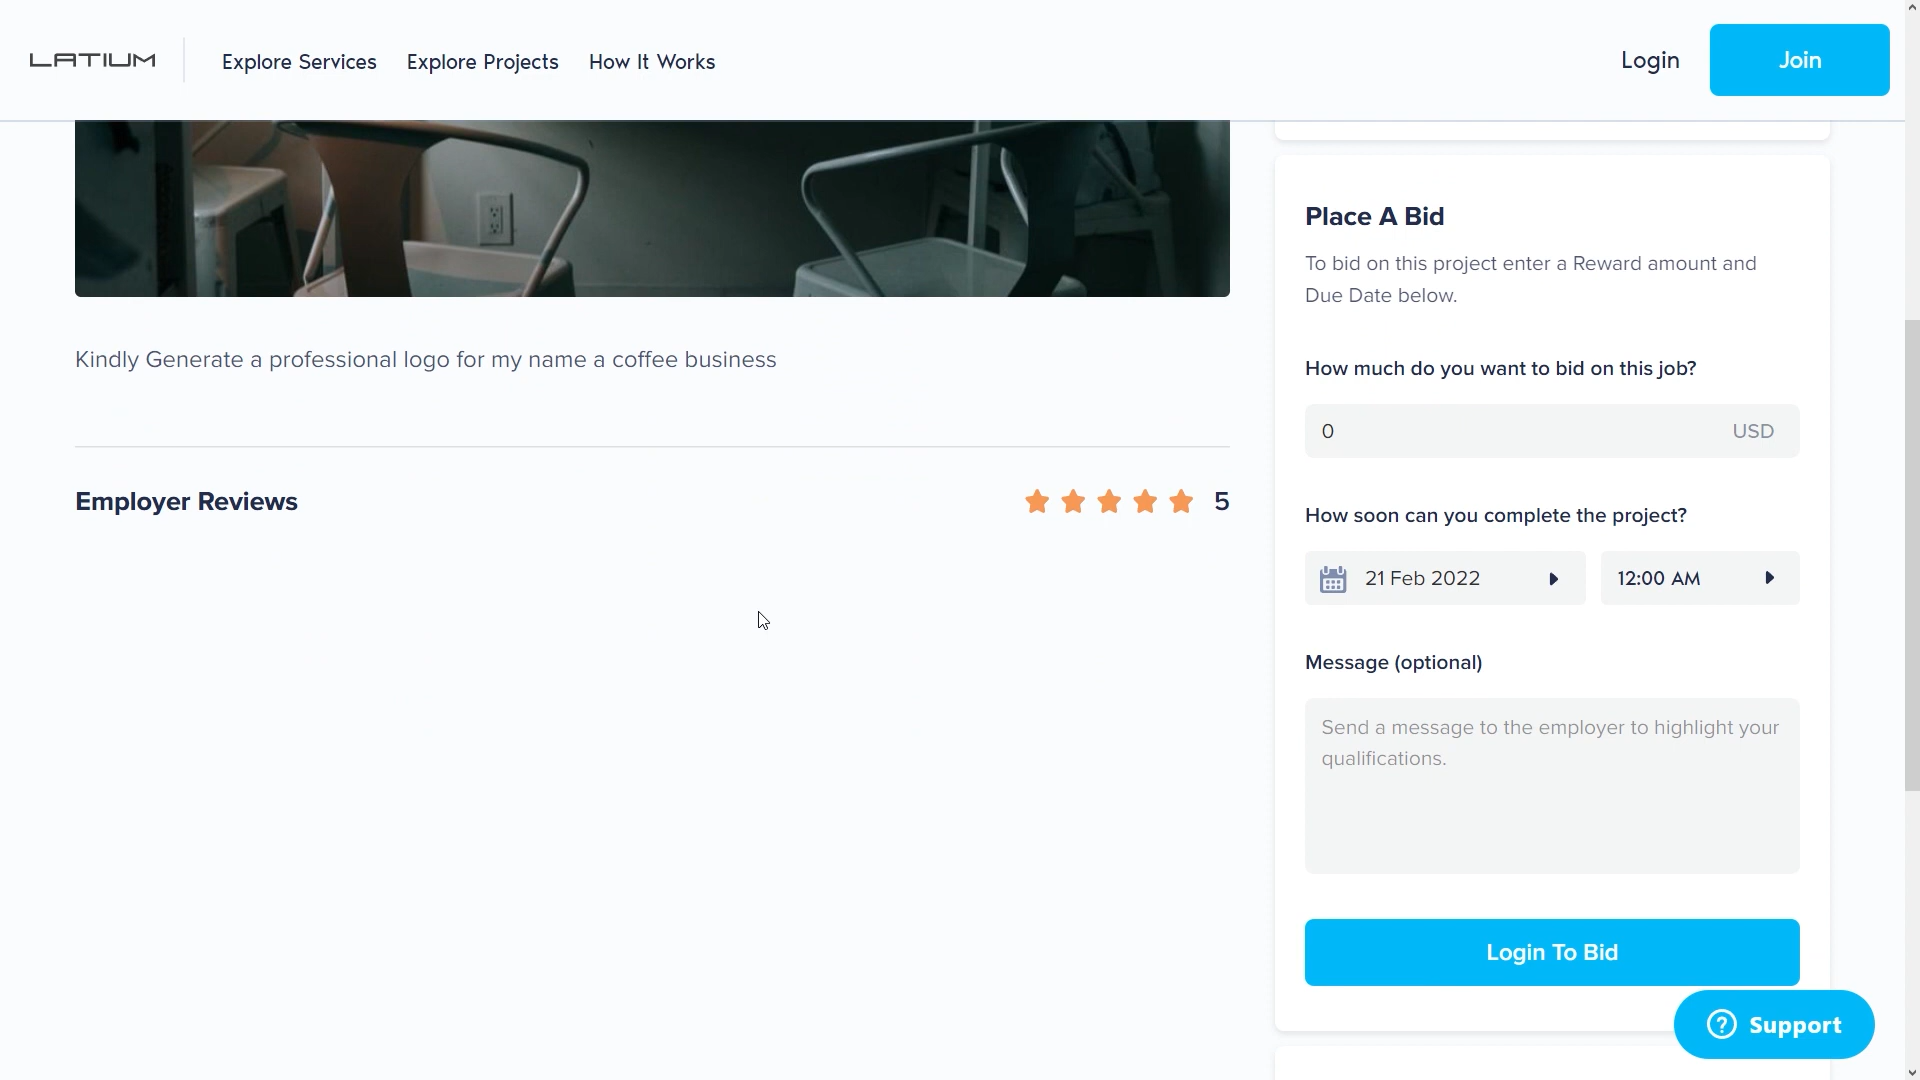 LATIUM
Explore Services
Explore Projects
How It Works
Login
Join
Kindly Generate a professional logo for my name a coffee business
Employer Reviews
5
Place A Bid
To bid on this project enter a Reward amount and
Due Date below.
How much do you want to bid on this job?
0
USD
How soon can you complete the project?
21 Feb 2022
12:00 AM
Message (optional)
Send a message to the employer to highlight your
qualifications.
Login To Bid
Support